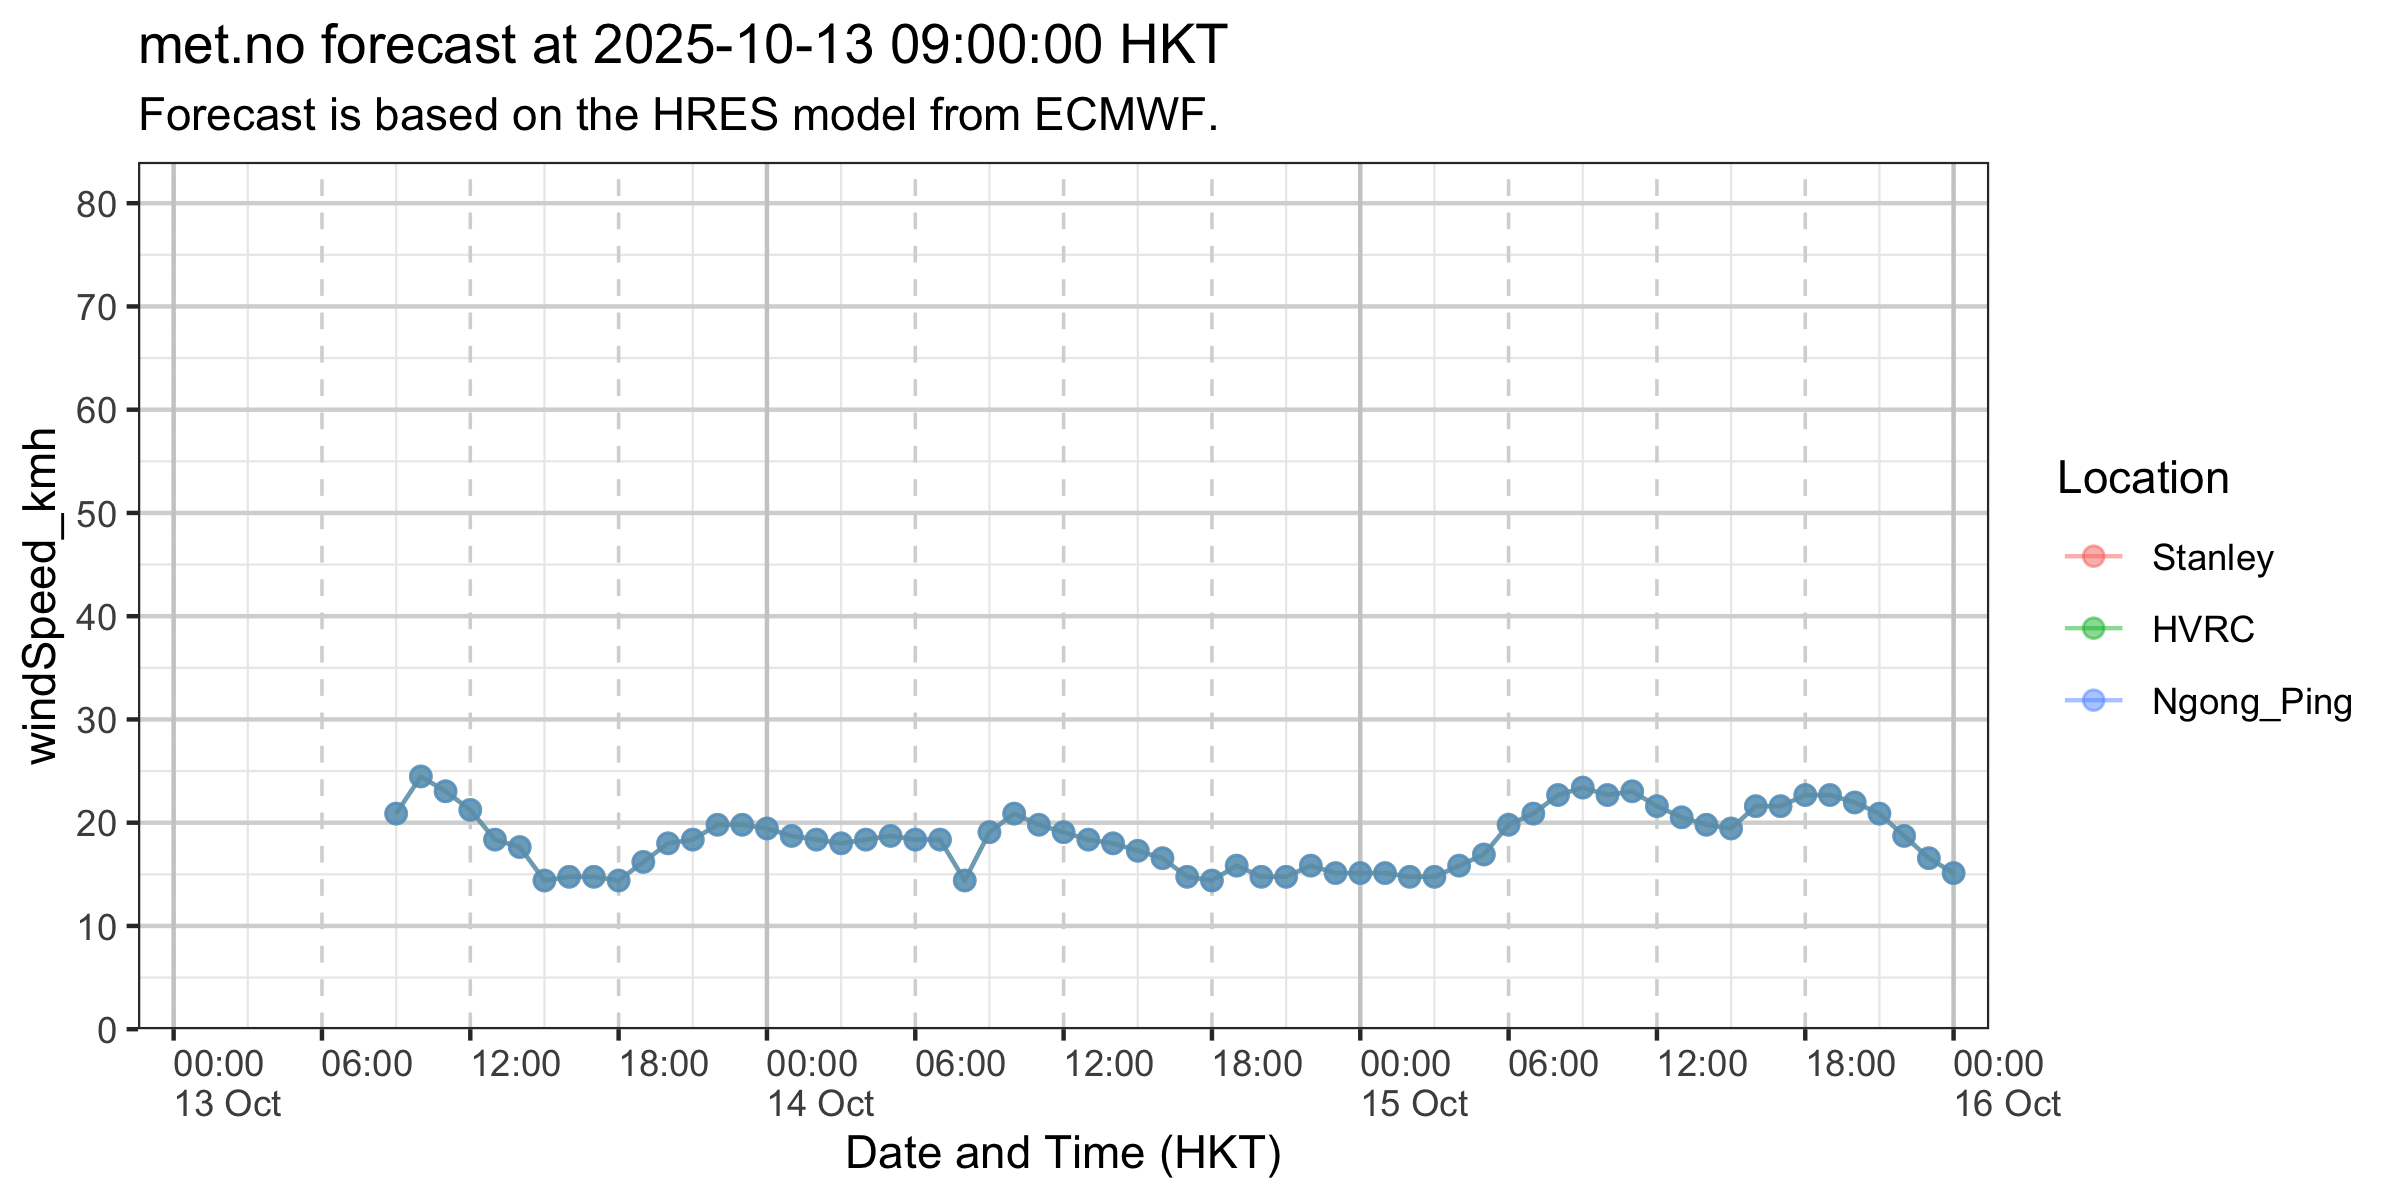 met.no forecast at 2025-10-13 09:00:00 HKT
Forecast is based on the HRES model from ECMWF.
windSpeed_kmh
80
70
60
50
40
30
20
10
0
00:00 06:00 12:00 18:00 00:00 06:00 12:00 18:00 00:00 06:00 12:00 18:00 00:00
13 Oct 14 Oct 15 Oct 16 Oct
Date and Time (HKT)
Location
Stanley
HVRC
Ngong_Ping